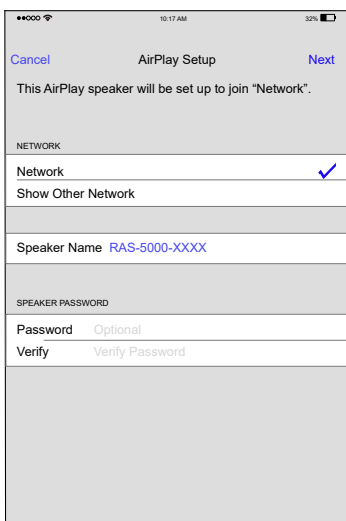 10:17 AM 32%
Cancel AirPlay Setup Next
This AirPlay speaker will be set up to join “Network”.
NETWORK
Network
Show Other Network
Speaker Name RAS-5000-XXXX
SPEAKER PASSWORD
Password Optional
Verify Verify Password